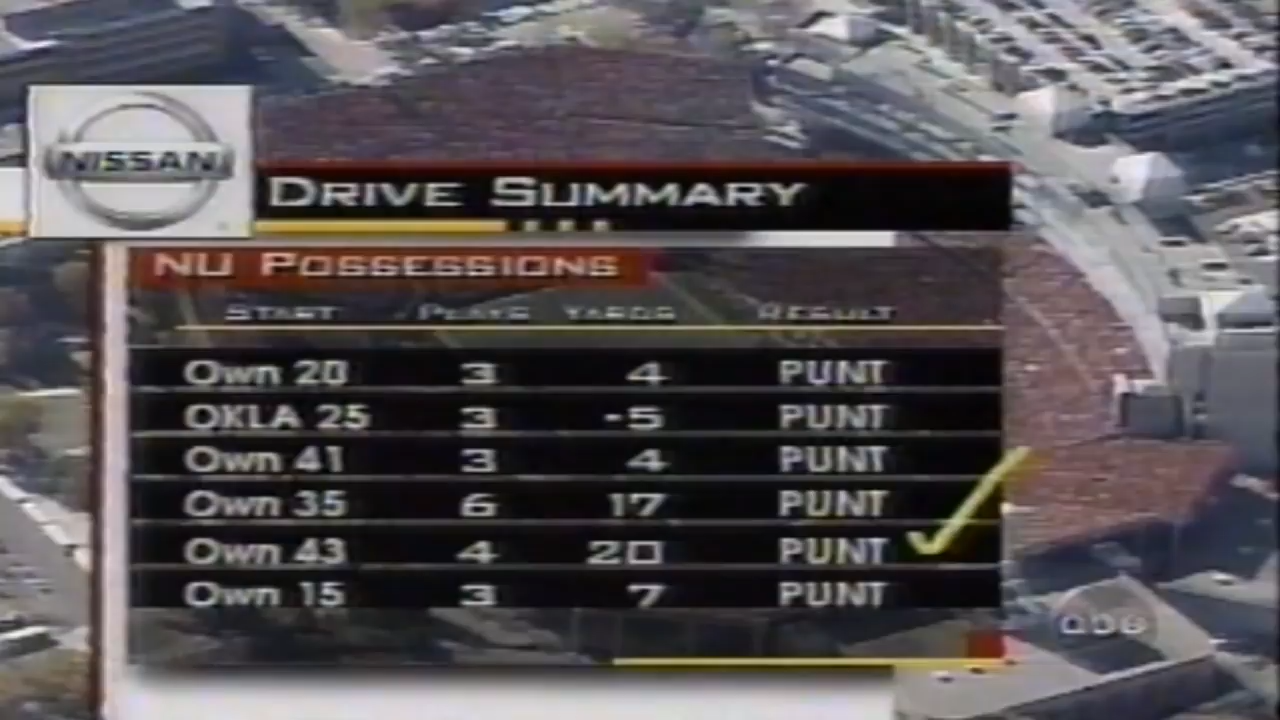 NISSAN
DRIVE SUMMARY
NU POSSESSIONS
START PLAYS YARDS RESULT
Own 20 3 4 PUNT
OKLA 25 3 -5 PUNT
Own 41 3 4 PUNT
Own 35 6 17 PUNT
Own 43 4 20 PUNT
Own 15 3 7 PUNT
abc